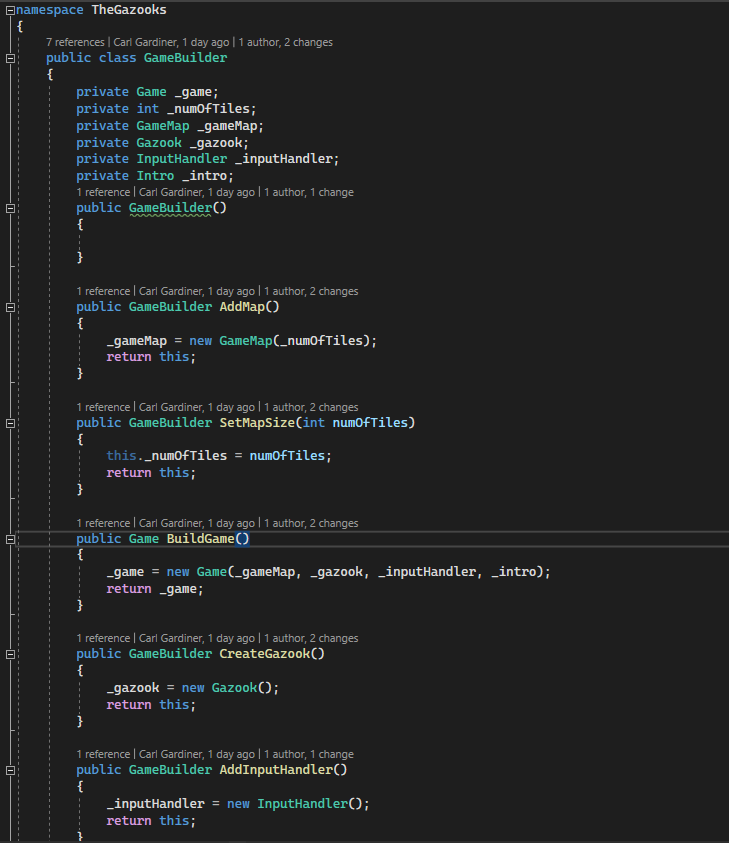 namespace TheGazooks
{
7 references | Carl Gardiner, 1 day ago | 1 author, 2 changes
public class GameBuilder
{
private Game _game;
private int _numOfTiles;
private GameMap _gameMap;
private Gazook _gazook;
private InputHandler _inputHandler;
private Intro _intro;
1 reference | Carl Gardiner, 1 day ago | 1 author, 1 change
public GameBuilder()
{
}
1 reference | Carl Gardiner, 1 day ago | 1 author, 2 changes
public GameBuilder AddMap()
{
_gameMap = new GameMap(_numOfTiles);
return this;
}
1 reference | Carl Gardiner, 1 day ago | 1 author, 2 changes
public GameBuilder SetMapSize(int numOfTiles)
{
this._numOfTiles = numOfTiles;
return this;
}
1 reference | Carl Gardiner, 1 day ago | 1 author, 2 changes
public Game BuildGame()
{
_game = new Game(_gameMap, _gazook, _inputHandler, _intro);
return _game;
}
1 reference | Carl Gardiner, 1 day ago | 1 author, 2 changes
public GameBuilder CreateGazook()
{
_gazook = new Gazook();
return this;
}
1 reference | Carl Gardiner, 1 day ago | 1 author, 1 change
public GameBuilder AddInputHandler()
{
_inputHandler = new InputHandler();
return this;
}